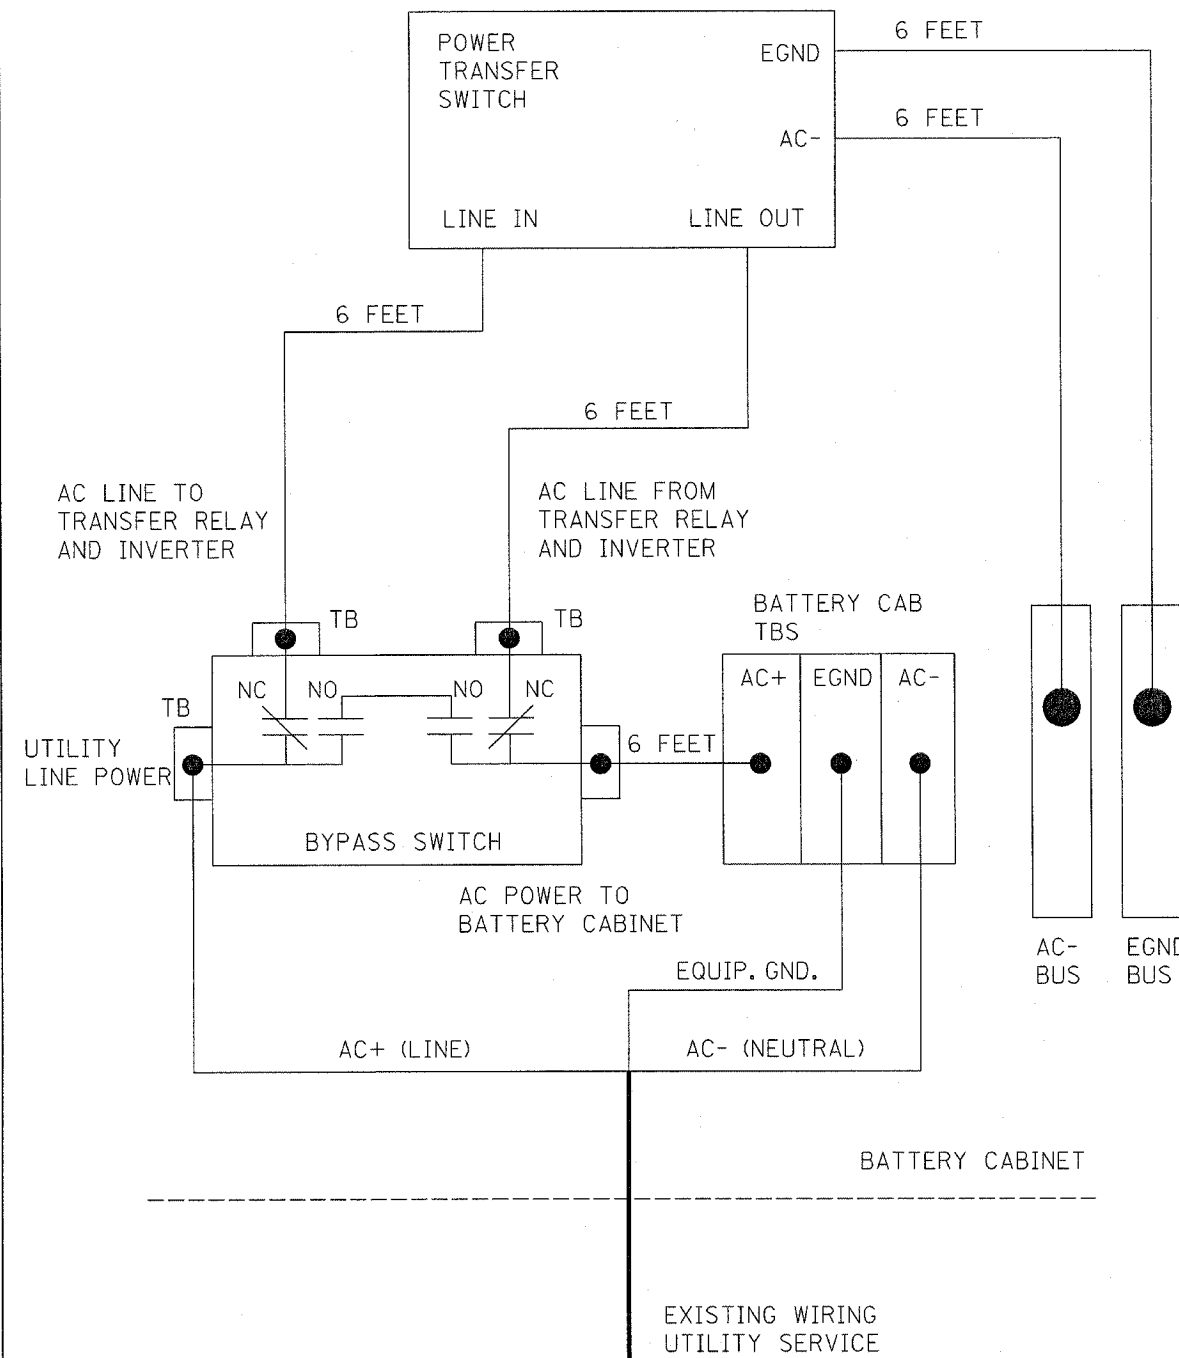 6 FEET
POWER
TRANSFER
SWITCH
EGND
6 FEET
AC-
LINE IN
LINE OUT
6 FEET
6 FEET
AC LINE TO
TRANSFER RELAY
AND INVERTER
AC LINE FROM
TRANSFER RELAY
AND INVERTER
TB
TB
BATTERY CAB
TBS
AC+
EGND
AC-
NC
NO
NO
NC
TB
UTILITY
LINE POWER
6 FEET
BYPASS SWITCH
AC POWER TO
BATTERY CABINET
AC-
BUS
EGND
BUS
EQUIP. GND.
AC+ (LINE)
AC- (NEUTRAL)
BATTERY CABINET
EXISTING WIRING
UTILITY SERVICE